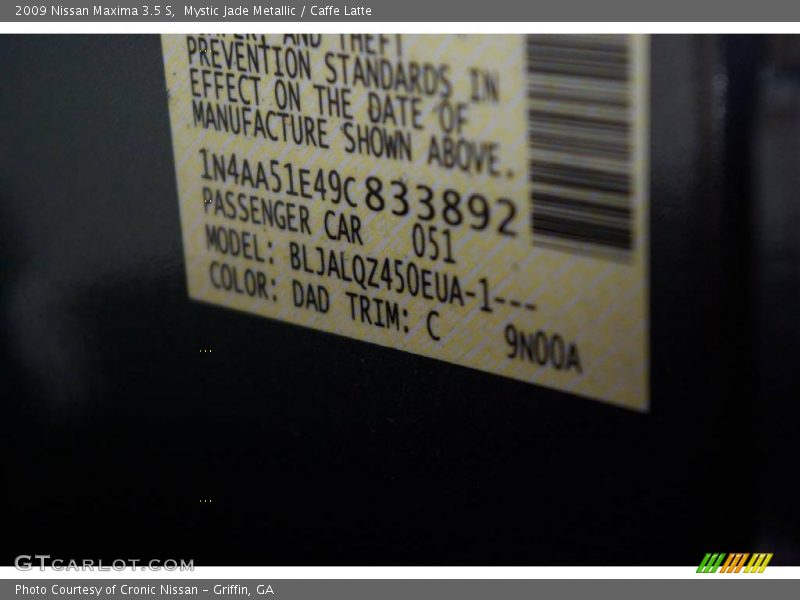 2009 Nissan Maxima 3.5 S, Mystic Jade Metallic / Caffe Latte
AND THEFT
PREVENTION STANDARDS IN
EFFECT ON THE DATE OF
MANUFACTURE SHOWN ABOVE.
1N4AA51E49C833892
PASSENGER CAR 051
MODEL: BLJALQZ450EUA-1---
COLOR: DAD TRIM: C 9N00A
GTCARLOT.COM
Photo Courtesy of Cronic Nissan - Griffin, GA